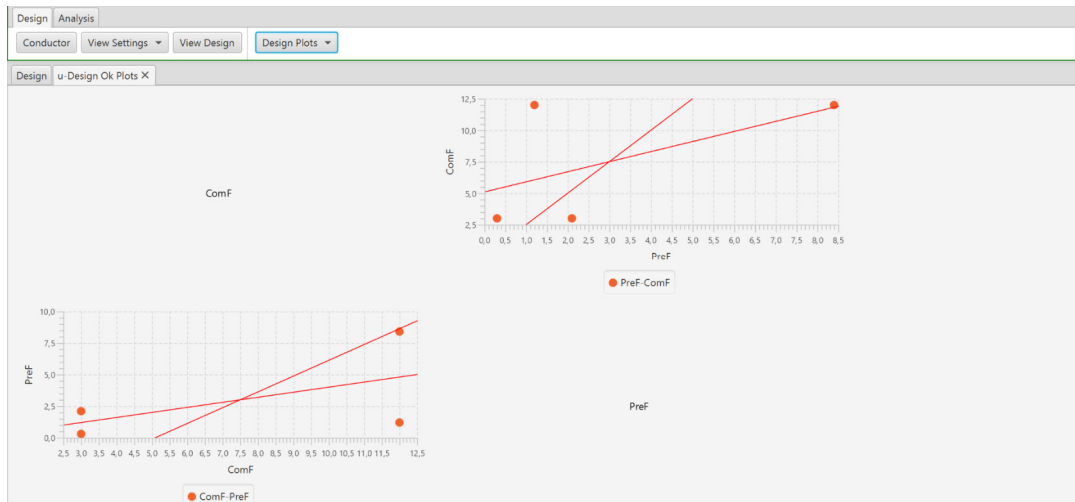 Design Analysis
Conductor View Settings View Design Design Plots
Design u-Design Ok Plots
ComF
12,5
10,0
7,5
5,0
2,5
ComF
0,0 0,5 1,0 1,5 2,0 2,5 3,0 3,5 4,0 4,5 5,0 5,5 6,0 6,5 7,0 7,5 8,0 8,5
PreF
PreF-ComF
10,0
7,5
5,0
2,5
0,0
PreF
2,5 3,0 3,5 4,0 4,5 5,0 5,5 6,0 6,5 7,0 7,5 8,0 8,5 9,0 9,5 10,0 10,5 11,0 11,5 12,5
ComF
ComF-PreF
PreF